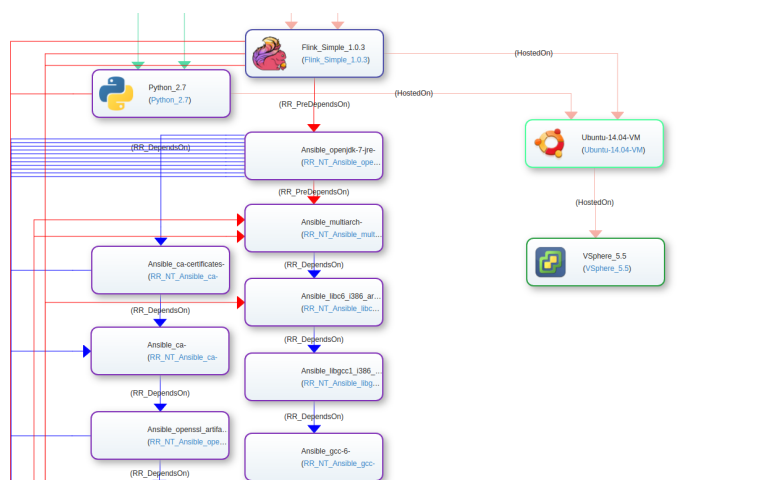 Flink_Simple_1.0.3
(Flink_Simple_1.0.3)
(HostedOn)
Python_2.7
(Python_2.7)
(HostedOn)
(RR_PreDependsOn)
Ubuntu-14.04-VM
(Ubuntu-14.04-VM)
(RR_DependsOn)
Ansible_openjdk-7-jre-
(RR_NT_Ansible_ope...
(RR_PreDependsOn)
(HostedOn)
Ansible_multiarch-
(RR_NT_Ansible_mult...
VSphere_5.5
(VSphere_5.5)
Ansible_ca-certificates-
(RR_NT_Ansible_ca-
(RR_DependsOn)
Ansible_libc6_i386_ar...
(RR_NT_Ansible_libc...
(RR_DependsOn)
(RR_DependsOn)
Ansible_ca-
(RR_NT_Ansible_ca-
Ansible_libgcc1_i386_...
(RR_NT_Ansible_libg...
(RR_DependsOn)
(RR_DependsOn)
Ansible_openssl_artifa...
(RR_NT_Ansible_ope...
Ansible_gcc-6-
(RR_NT_Ansible_gcc-
(RR_DependsOn)